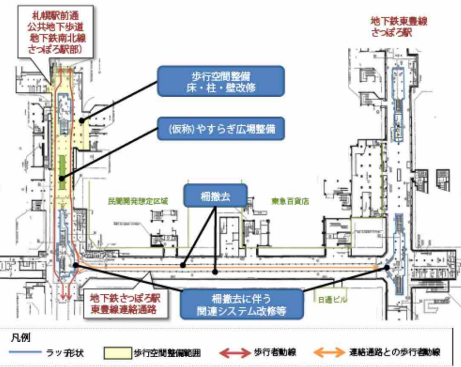 札幌駅前通
公共地下歩道
地下鉄南北線
さっぽろ駅部)
地下鉄東豊線
さっぽろ駅
歩行空間整備
床・柱・壁改修
(仮称)やすらぎ広場整備
柵撤去
民間開発想定区域
東急百貨店
地下鉄さっぽろ駅
東豊線連絡通路
柵撤去に伴う
関連システム改修等
日通ビル
凡例
ラッチ形状
歩行空間整備範囲
歩行者動線
連絡通路との歩行者動線